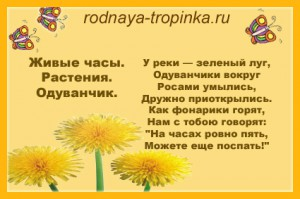 rodnaya-tropinka.ru
Живые часы.
Растения.
Одуванчик.
У реки — зеленый луг,
Одуванчики вокруг
Росами умылись,
Дружно приоткрылись.
Как фонарики горят,
Нам с тобою говорят:
"На часах ровно пять,
Можете еще поспать!"